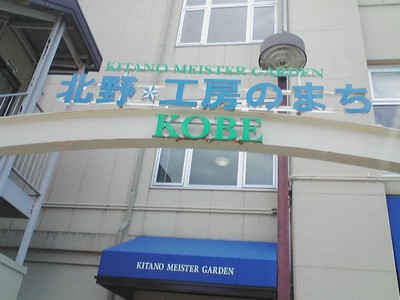 KITANO MEISTER GARDEN
北野*工房のまち
KOBE
KITANO MEISTER GARDEN